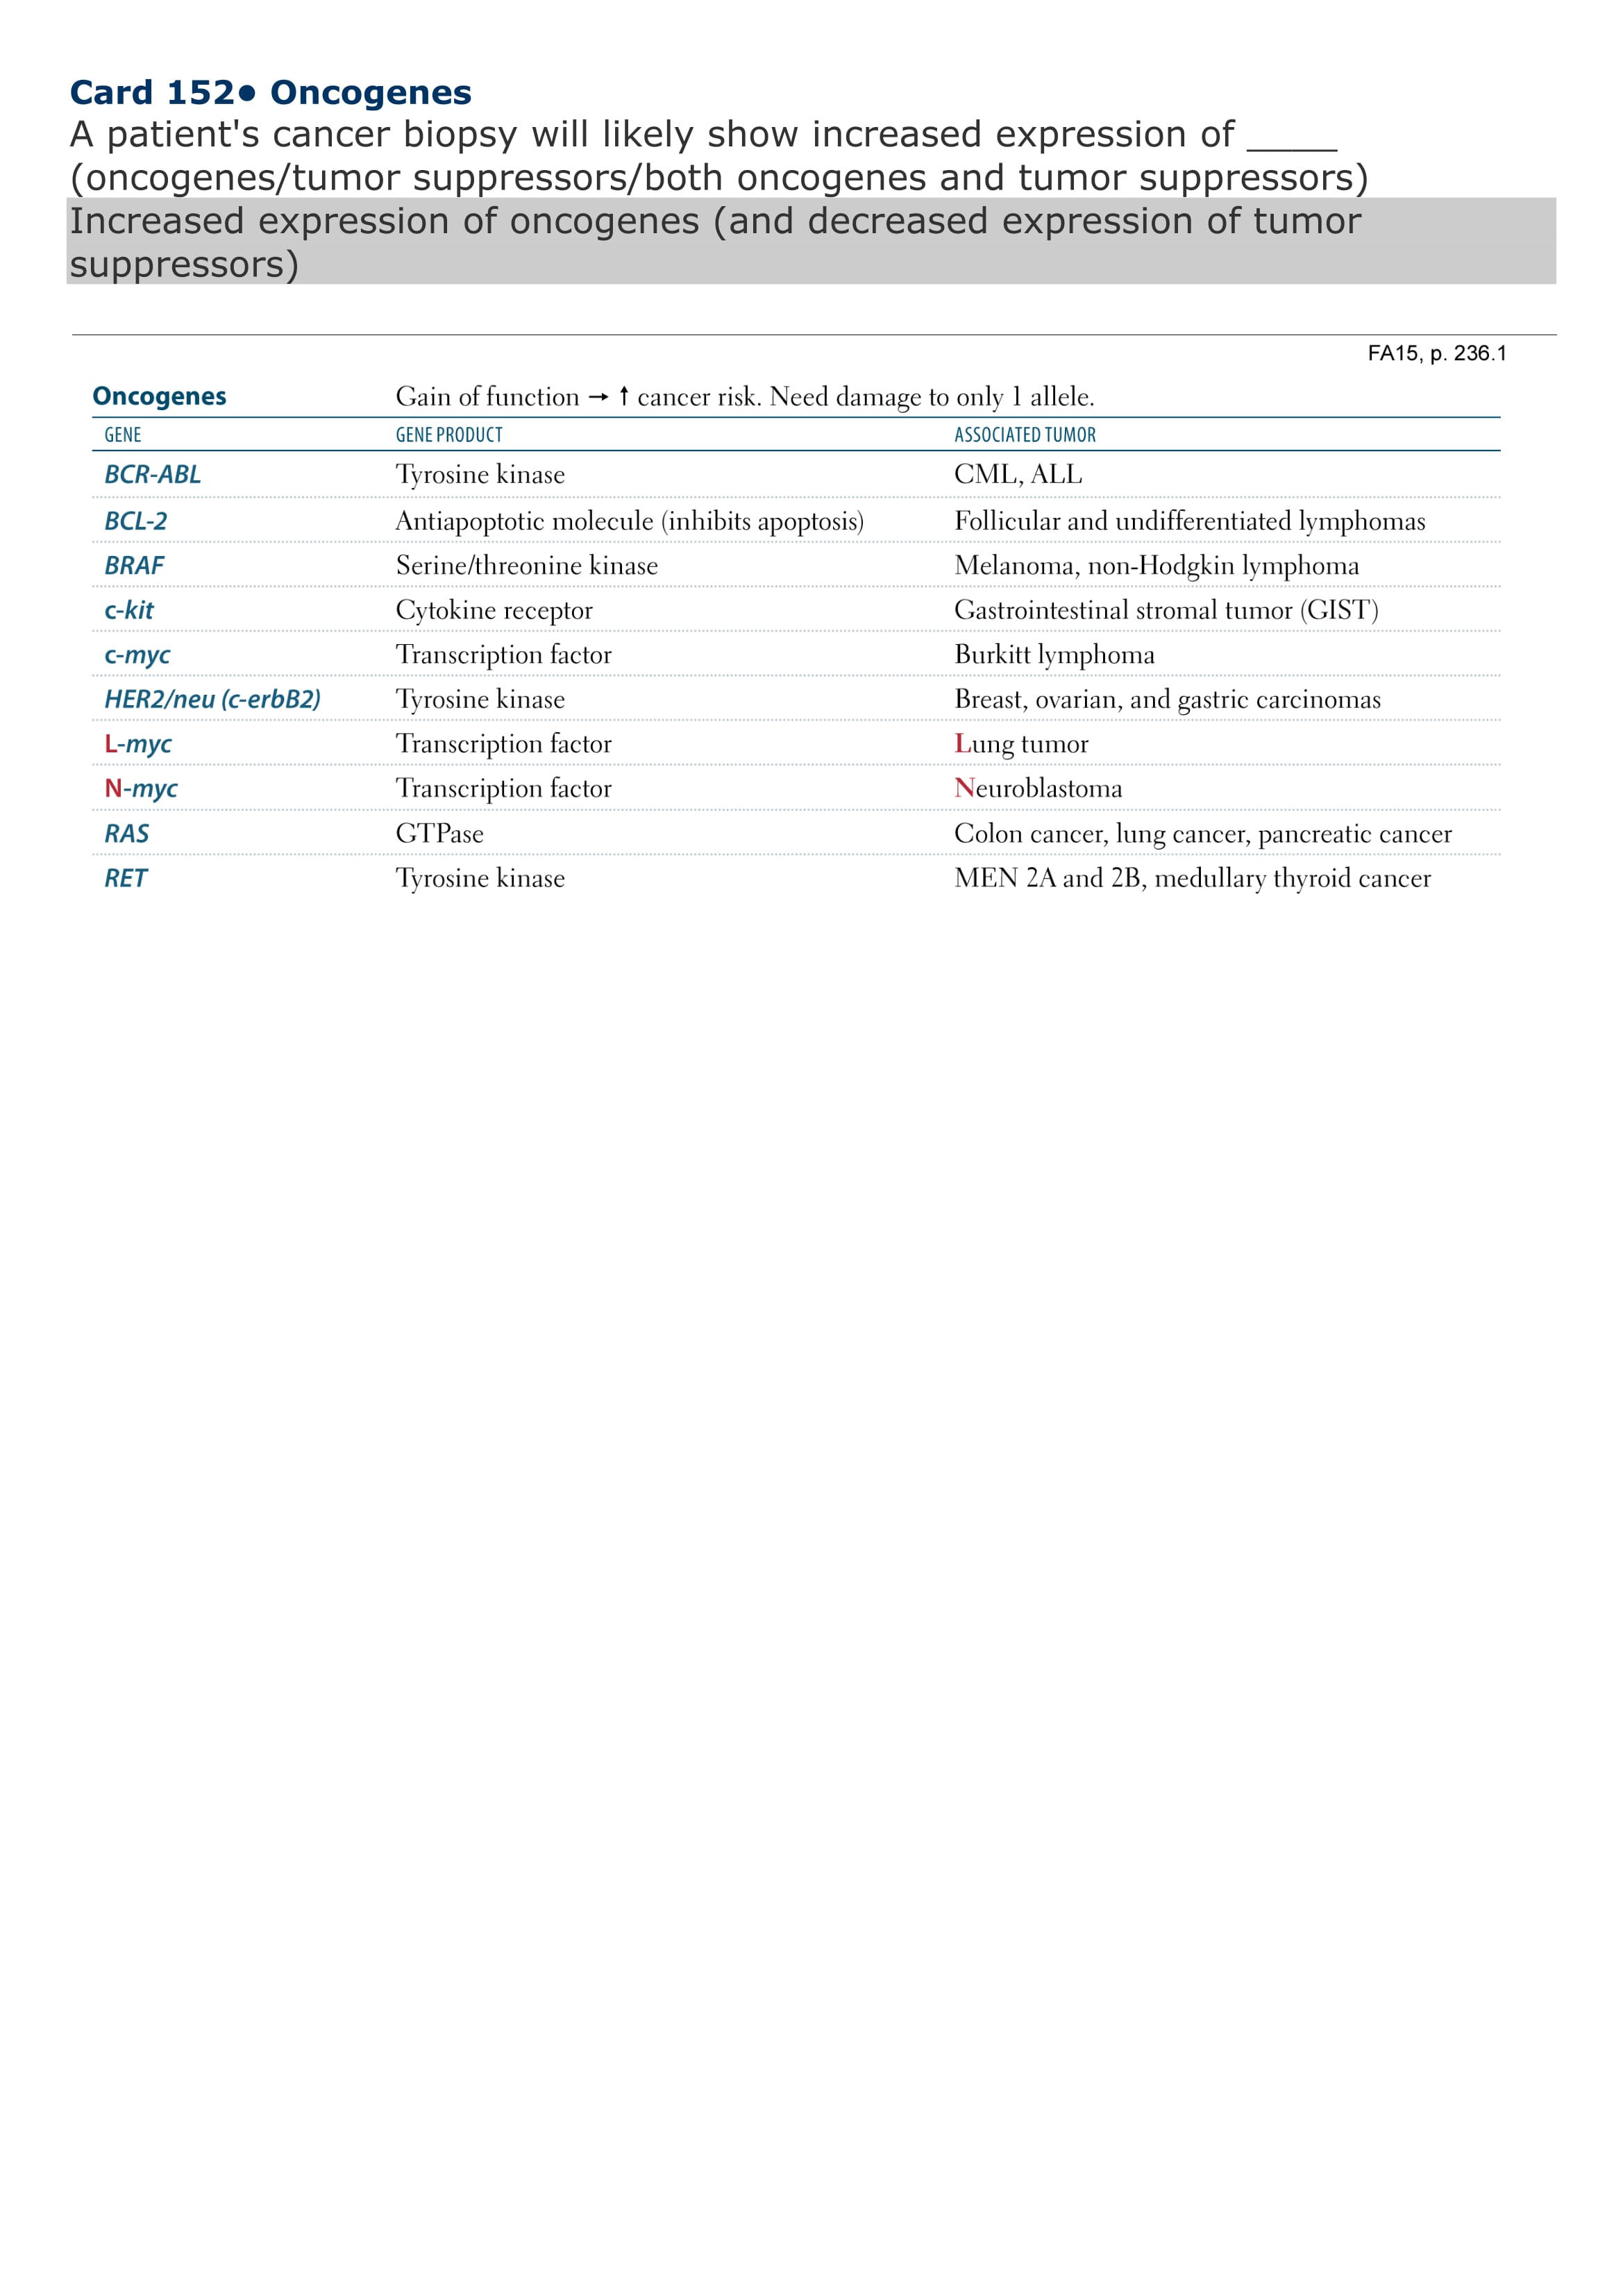 Card 152• Oncogenes
A patient's cancer biopsy will likely show increased expression of _____
(oncogenes/tumor suppressors/both oncogenes and tumor suppressors)
Increased expression of oncogenes (and decreased expression of tumor
suppressors)
FA15, p. 236.1
Oncogenes Gain of function → ↑ cancer risk. Need damage to only 1 allele.
GENE GENE PRODUCT ASSOCIATED TUMOR
BCR-ABL Tyrosine kinase CML, ALL
BCL-2 Antiapoptotic molecule (inhibits apoptosis) Follicular and undifferentiated lymphomas
BRAF Serine/threonine kinase Melanoma, non-Hodgkin lymphoma
c-kit Cytokine receptor Gastrointestinal stromal tumor (GIST)
c-myc Transcription factor Burkitt lymphoma
HER2/neu (c-erbB2) Tyrosine kinase Breast, ovarian, and gastric carcinomas
L-myc Transcription factor Lung tumor
N-myc Transcription factor Neuroblastoma
RAS GTPase Colon cancer, lung cancer, pancreatic cancer
RET Tyrosine kinase MEN 2A and 2B, medullary thyroid cancer